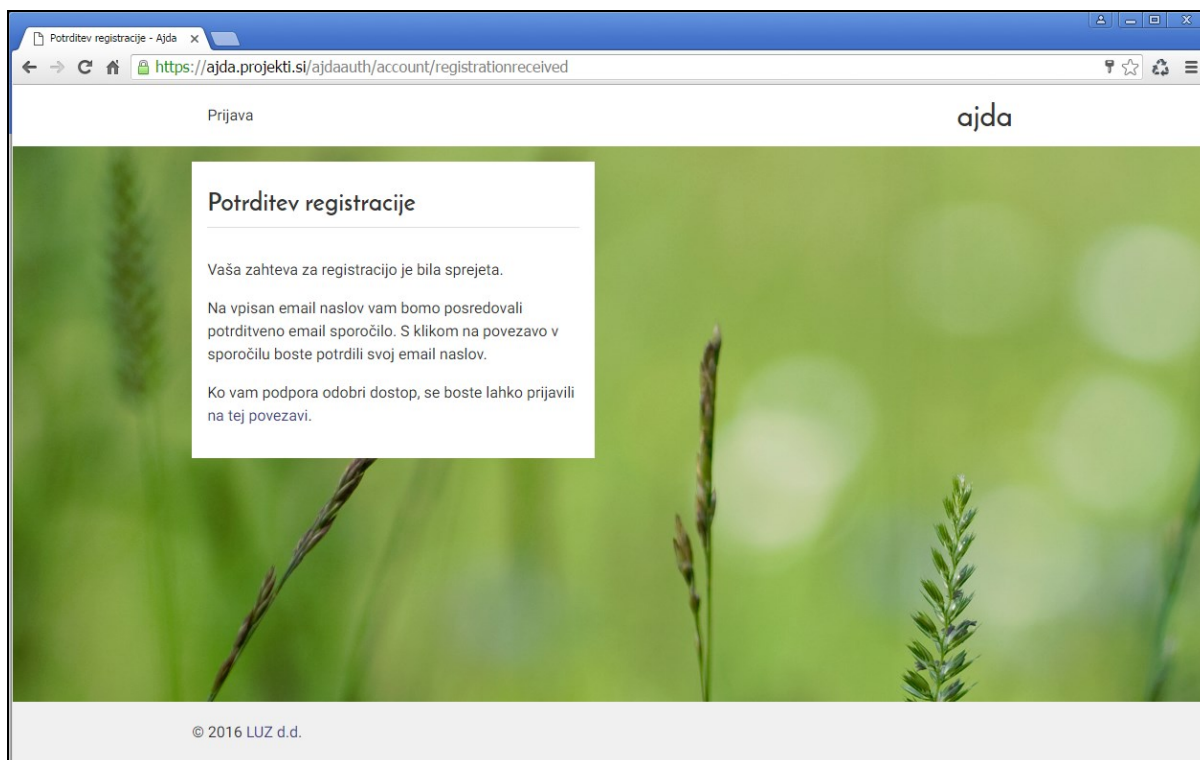 Potrditev registracije - Ajda
https://ajda.projekti.si/ajdaauth/account/registrationreceived
Prijava
ajda
Potrditev registracije
Vaša zahteva za registracijo je bila sprejeta.
Na vpisan email naslov vam bomo posredovali
potrditveno email sporočilo. S klikom na povezavo v
sporočilu boste potrdili svoj email naslov.
Ko vam podpora odobri dostop, se boste lahko prijavili
na tej povezavi.
© 2016 LUZ d.d.